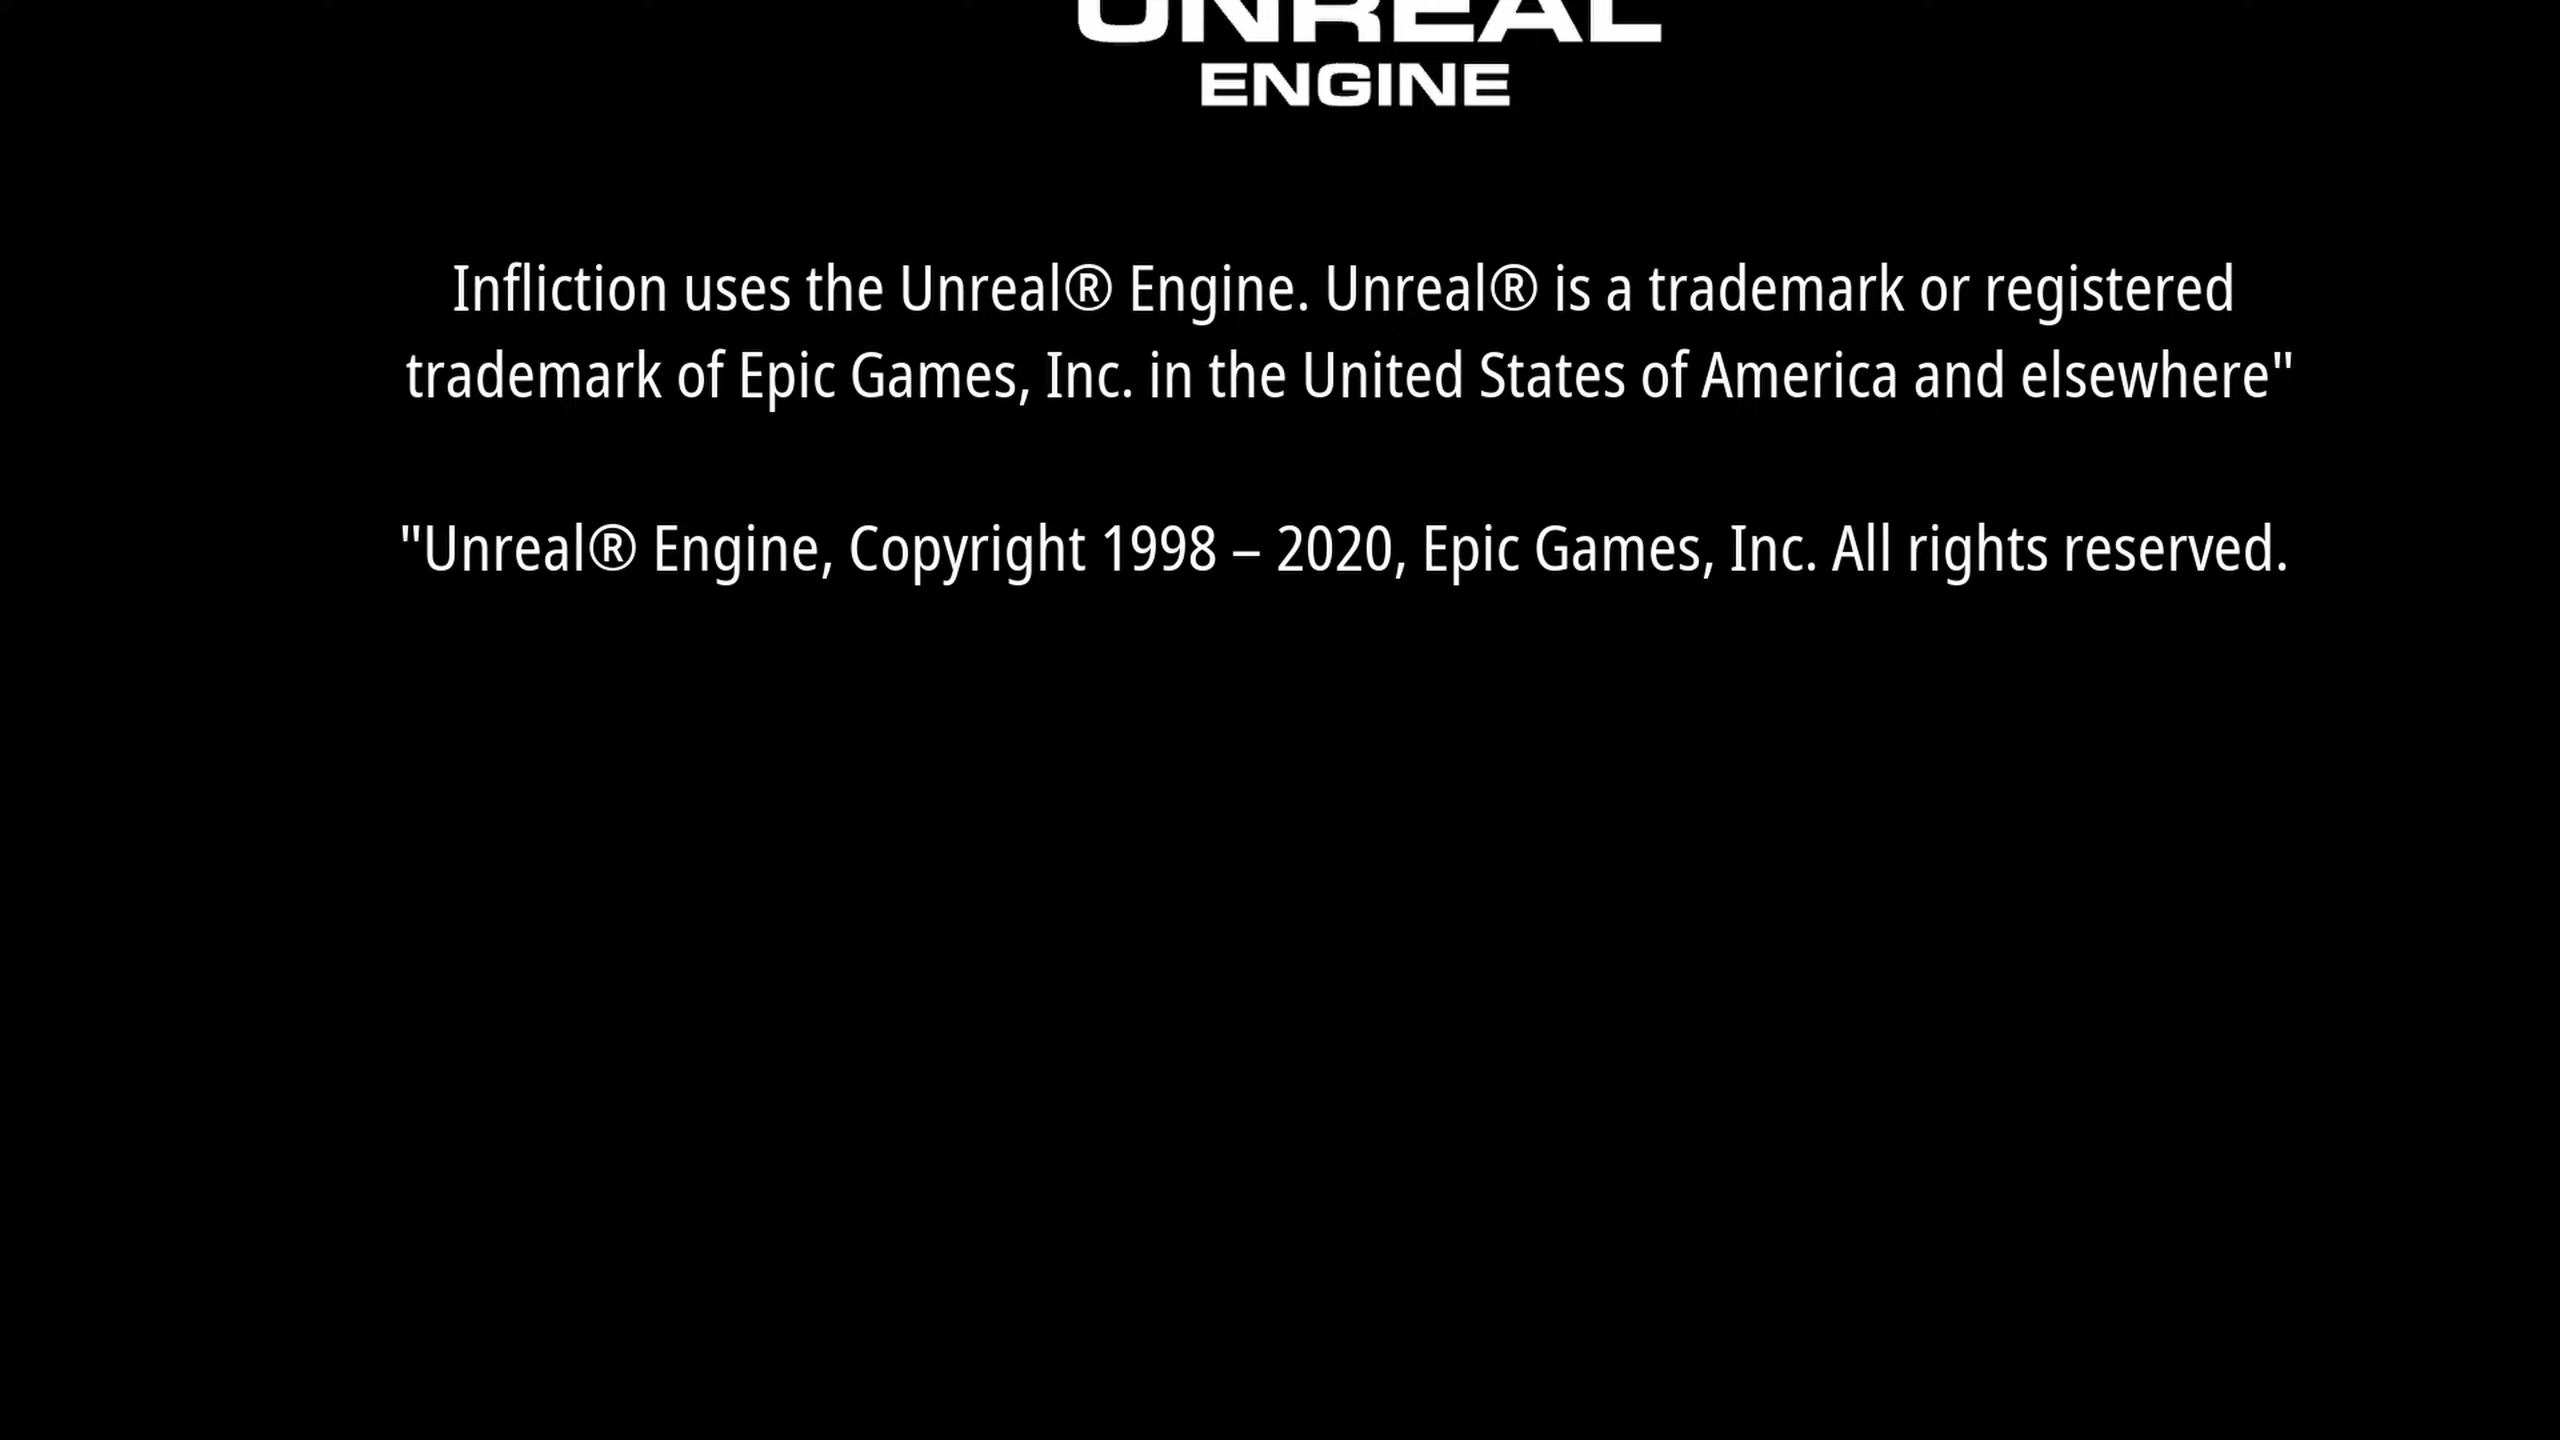 UNREAL
ENGINE
Infliction uses the Unreal® Engine. Unreal® is a trademark or registered
trademark of Epic Games, Inc. in the United States of America and elsewhere"
"Unreal® Engine, Copyright 1998 – 2020, Epic Games, Inc. All rights reserved.